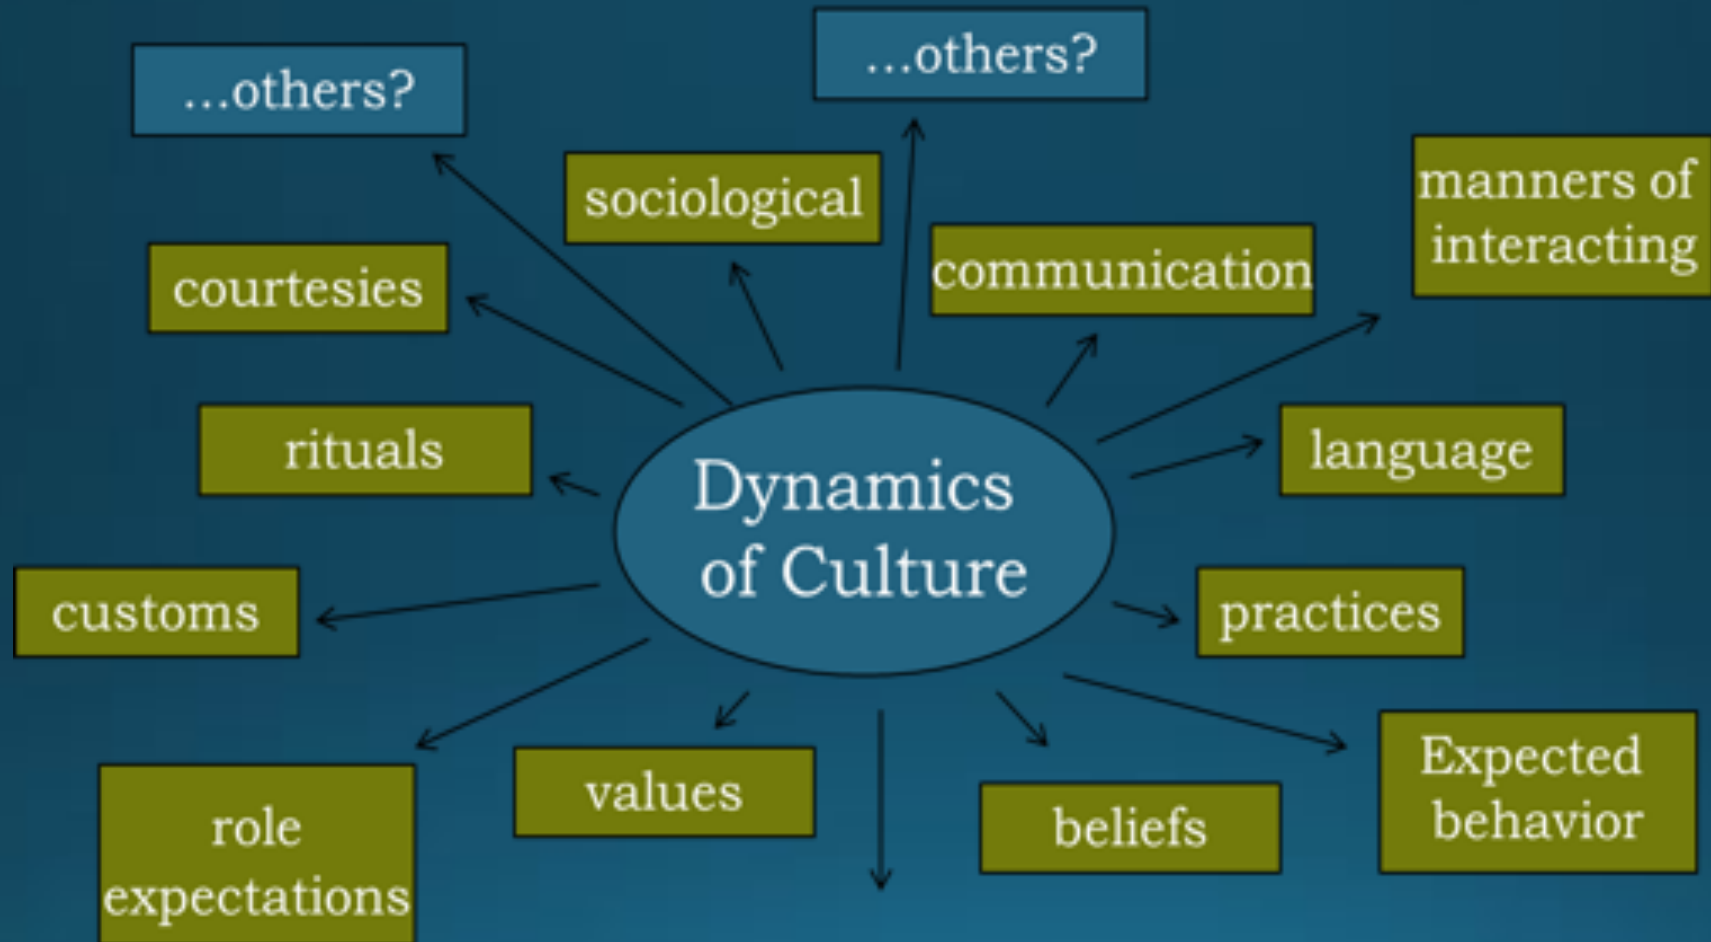 ...others?
...others?
sociological
manners of
interacting
communication
courtesies
rituals
language
Dynamics
of Culture
customs
practices
role
expectations
values
beliefs
Expected
behavior